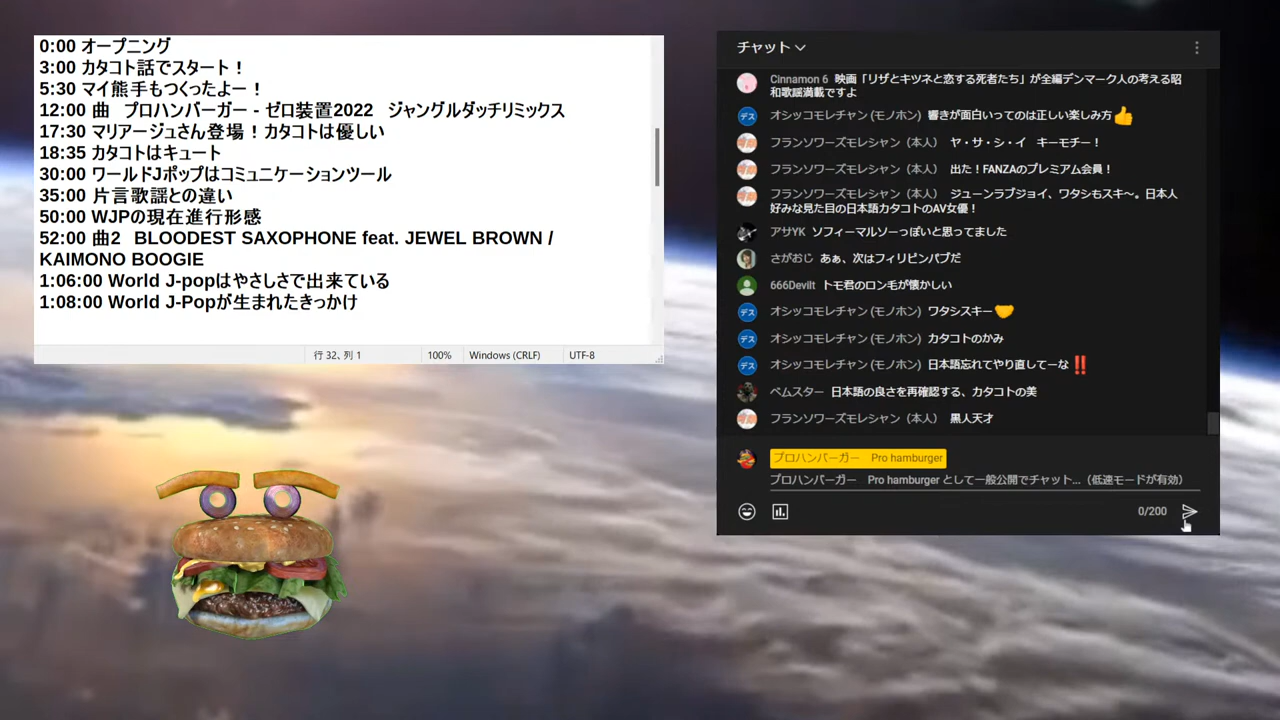 0:00 オープニング
3:00 カタコト話でスタート！
5:30 マイ熊手もつくったよー！
12:00 曲　プロハンバーガー - ゼロ装置2022　ジャングルダッチリミックス
17:30 マリアージュさん登場！カタコトは優しい
18:35 カタコトはキュート
30:00 ワールドJポップはコミュニケーションツール
35:00 片言歌謡との違い
50:00 WJPの現在進行形感
52:00 曲2　BLOODEST SAXOPHONE feat. JEWEL BROWN /
KAIMONO BOOGIE
1:06:00 World J-popはやさしさで出来ている
1:08:00 World J-Popが生まれたきっかけ
行 32、列 1
100%
Windows (CRLF)
UTF-8
チャット
Cinnamon 6 映画「リザとキツネと恋する死者たち」が全編デンマーク人の考える昭
和歌謡満載ですよ
デス オシッコモレチャン (モノホン) 響きが面白いってのは正しい楽しみ方👍
フランソワーズモレシャン（本人） ヤ・サ・シ・イ　キーモチー！
フランソワーズモレシャン（本人） 出た！FANZAのプレミアム会員！
フランソワーズモレシャン（本人） ジューンラブジョイ、ワタシもスキ〜。日本人
好みな見た目の日本語カタコトのAV女優！
アサYK ソフィーマルソーっぽいと思ってました
さがおじ あぁ、次はフィリピンパブだ
666Devilt トモ君のロン毛が懐かしい
デス オシッコモレチャン (モノホン) ワタシスキー🤝
デス オシッコモレチャン (モノホン) カタコトのかみ
デス オシッコモレチャン (モノホン) 日本語忘れてやり直してーな‼️
ベムスター 日本語の良さを再確認する、カタコトの美
フランソワーズモレシャン（本人） 黒人天才
プロハンバーガー　Pro hamburger
プロハンバーガー　Pro hamburger として一般公開でチャット...（低速モードが有効）
0/200